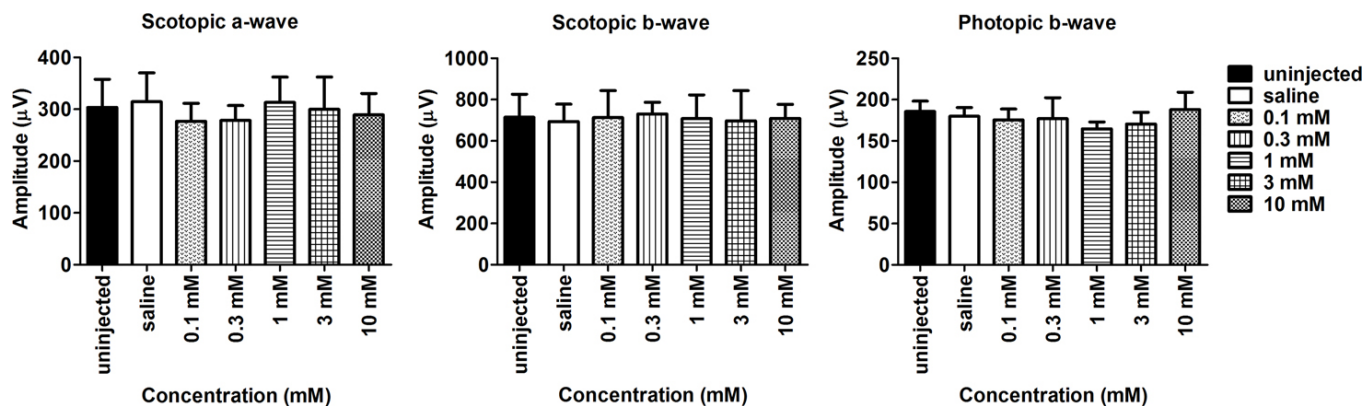 Scotopic a-wave
Amplitude (μV)
400
300
200
100
0
uninjected
saline
0.1 mM
0.3 mM
1 mM
3 mM
10 mM
Concentration (mM)
Scotopic b-wave
Amplitude (μV)
1000
800
600
400
200
0
uninjected
saline
0.1 mM
0.3 mM
1 mM
3 mM
10 mM
Concentration (mM)
Photopic b-wave
Amplitude (μV)
250
200
150
100
50
0
uninjected
saline
0.1 mM
0.3 mM
1 mM
3 mM
10 mM
Concentration (mM)
uninjected
saline
0.1 mM
0.3 mM
1 mM
3 mM
10 mM